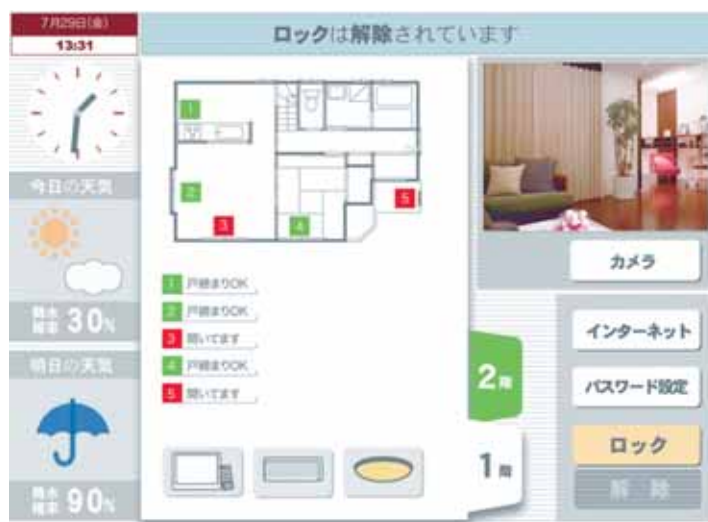 7月29日(金)
13:31
ロックは解除されています
今日の天気
降水確率 30%
明日の天気
降水確率 90%
1
2
3
4
5
1 戸締まりOK
2 戸締まりOK
3 開いてます
4 戸締まりOK
5 開いてます
2階
1階
カメラ
インターネット
パスワード設定
ロック
解除